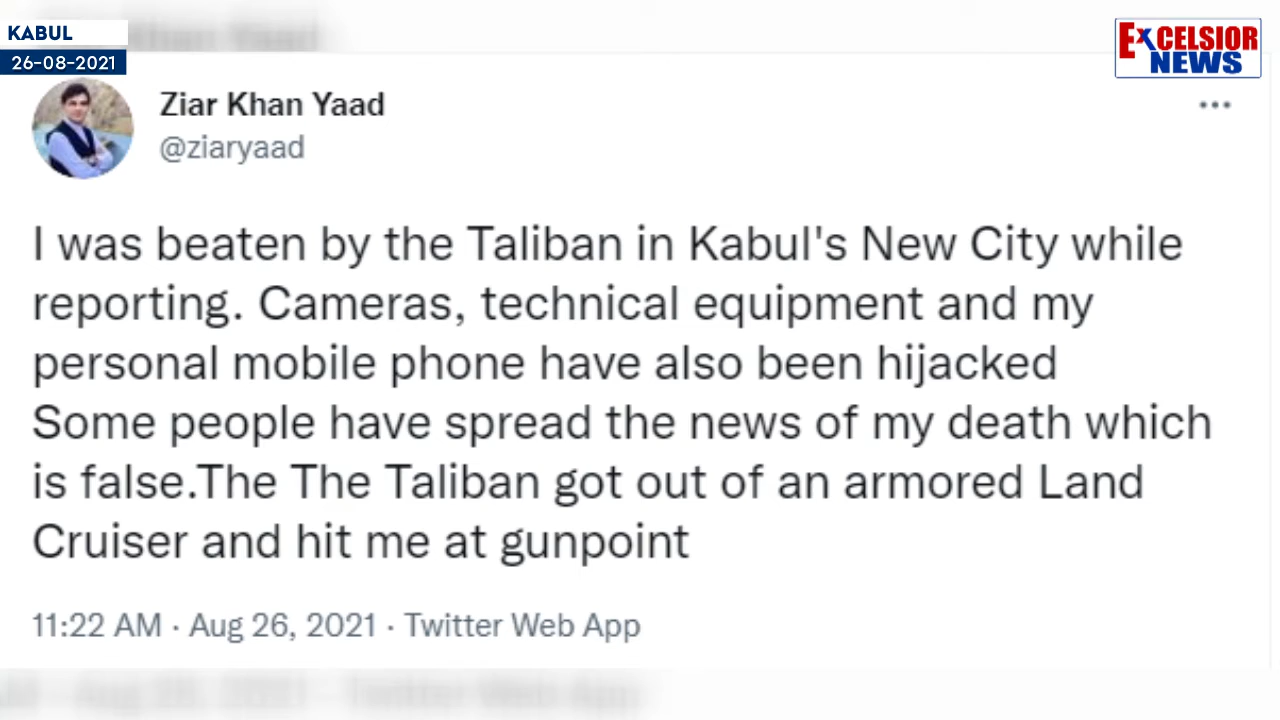 KABUL
26-08-2021
EXCELSIOR
NEWS
Ziar Khan Yaad
@ziaryaad
I was beaten by the Taliban in Kabul's New City while
reporting. Cameras, technical equipment and my
personal mobile phone have also been hijacked
Some people have spread the news of my death which
is false.The The Taliban got out of an armored Land
Cruiser and hit me at gunpoint
11:22 AM · Aug 26, 2021 · Twitter Web App